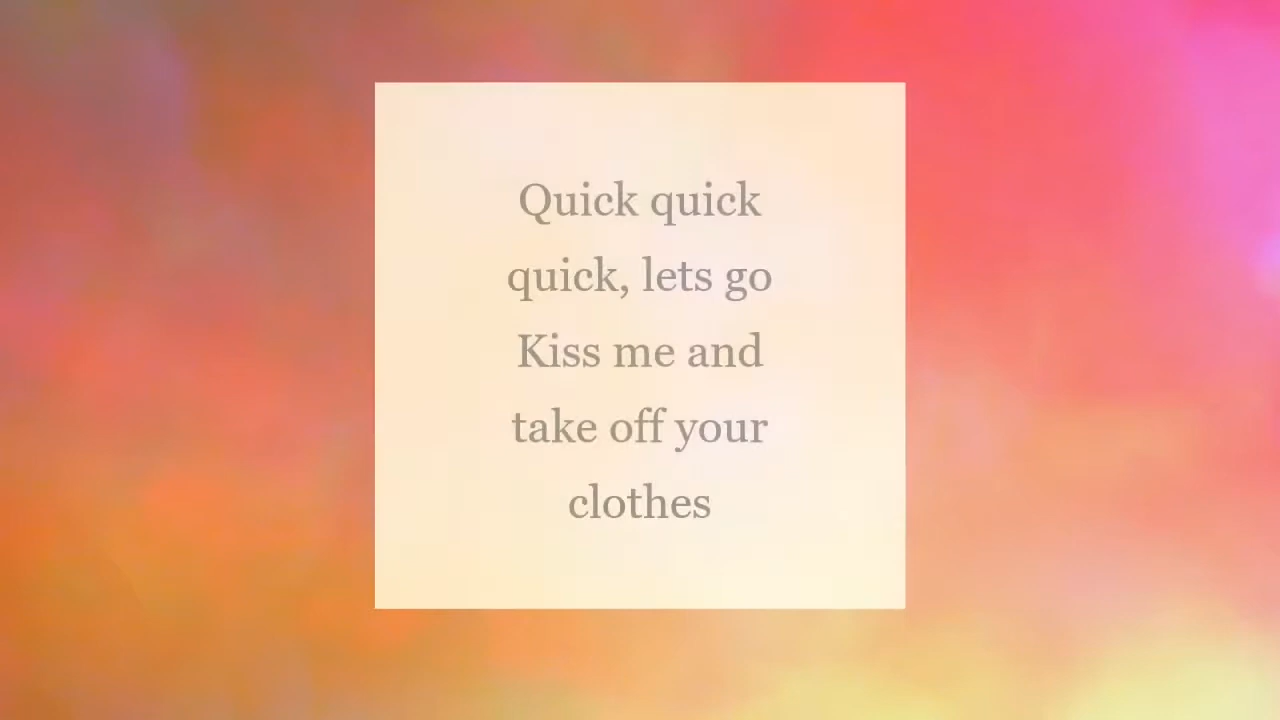 Quick quick
quick, lets go
Kiss me and
take off your
clothes